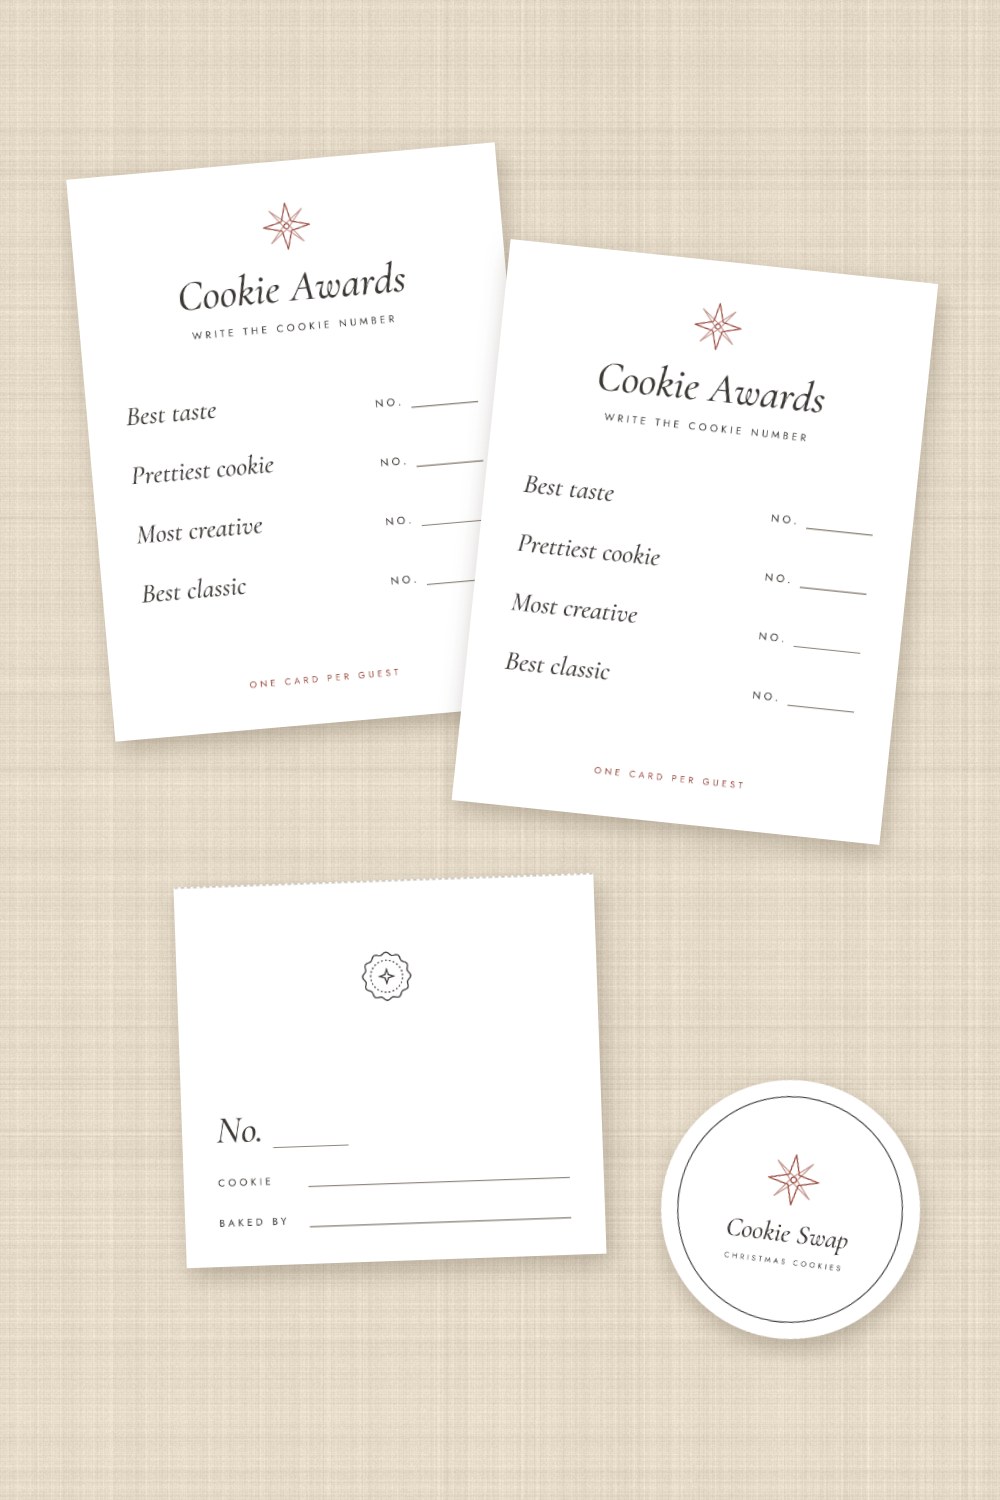 Cookie Awards
WRITE THE COOKIE NUMBER
Best taste NO.
Prettiest cookie NO.
Most creative NO.
Best classic NO.
ONE CARD PER GUEST
Cookie Awards
WRITE THE COOKIE NUMBER
Best taste NO.
Prettiest cookie NO.
Most creative NO.
Best classic NO.
ONE CARD PER GUEST
No.
COOKIE
BAKED BY
Cookie Swap
CHRISTMAS COOKIES